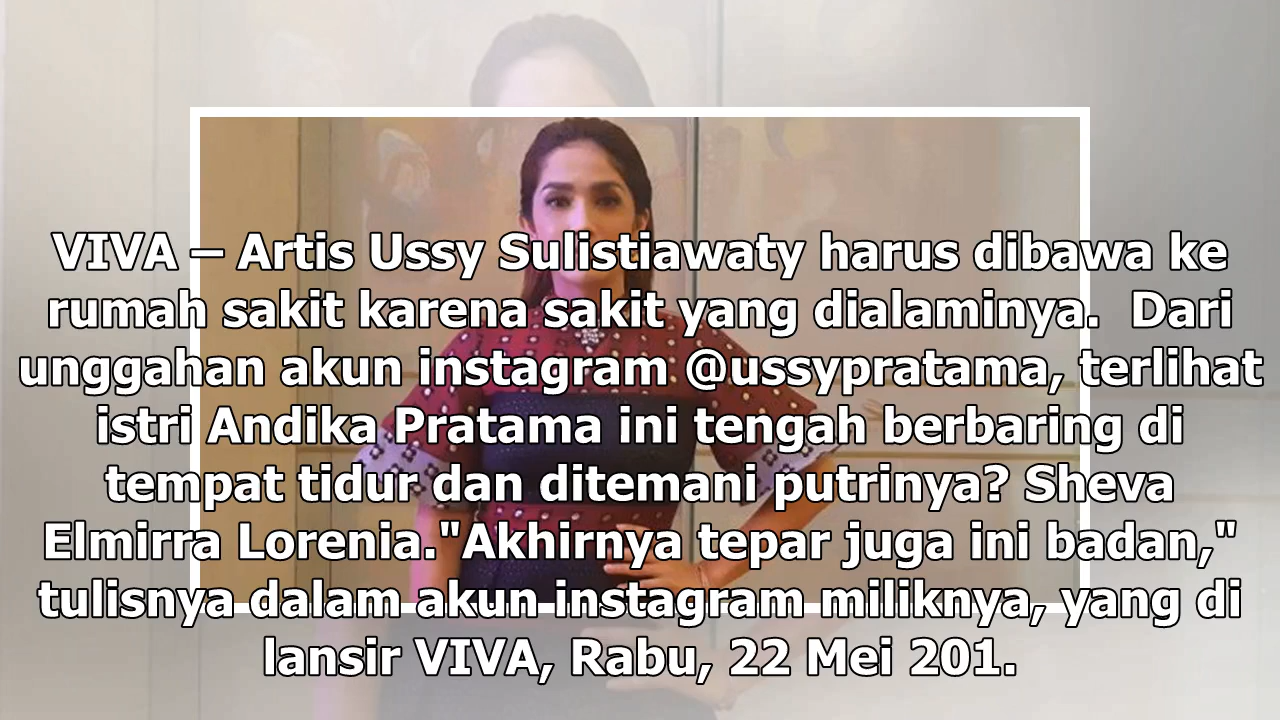 VIVA – Artis Ussy Sulistiawaty harus dibawa ke
rumah sakit karena sakit yang dialaminya.  Dari
unggahan akun instagram @ussypratama, terlihat
istri Andika Pratama ini tengah berbaring di
tempat tidur dan ditemani putrinya? Sheva
Elmirra Lorenia."Akhirnya tepar juga ini badan,"
tulisnya dalam akun instagram miliknya, yang di
lansir VIVA, Rabu, 22 Mei 201.